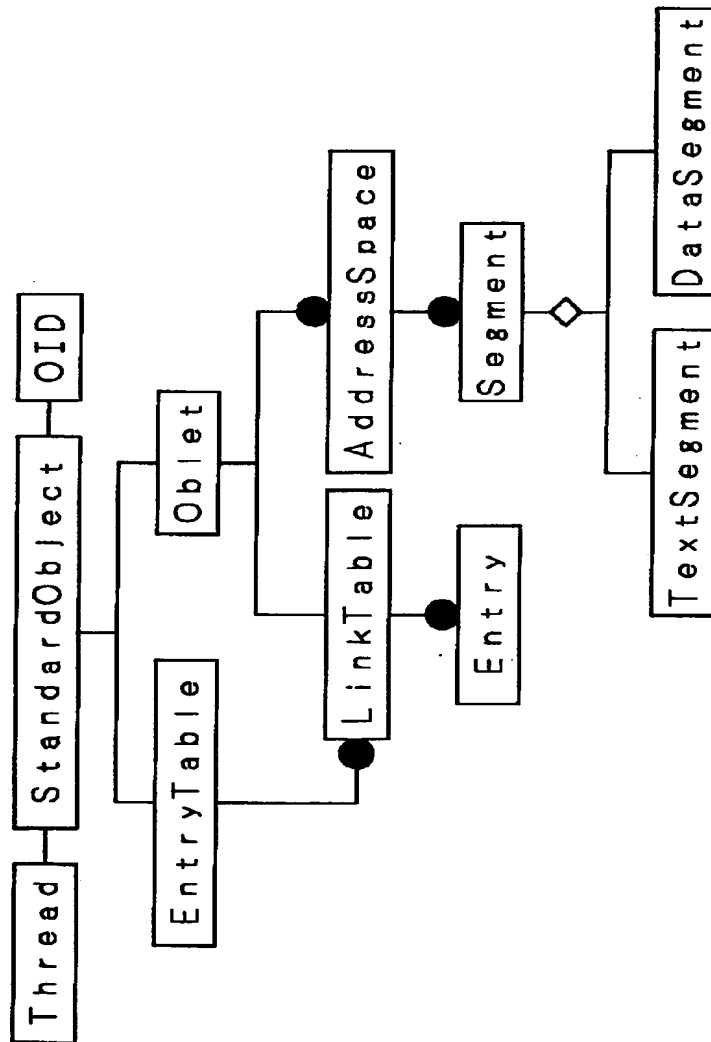 Thread
StandardObject
OID
EntryTable
Oblet
LinkTable
AddressSpace
Entry
Segment
TextSegment
DataSegment